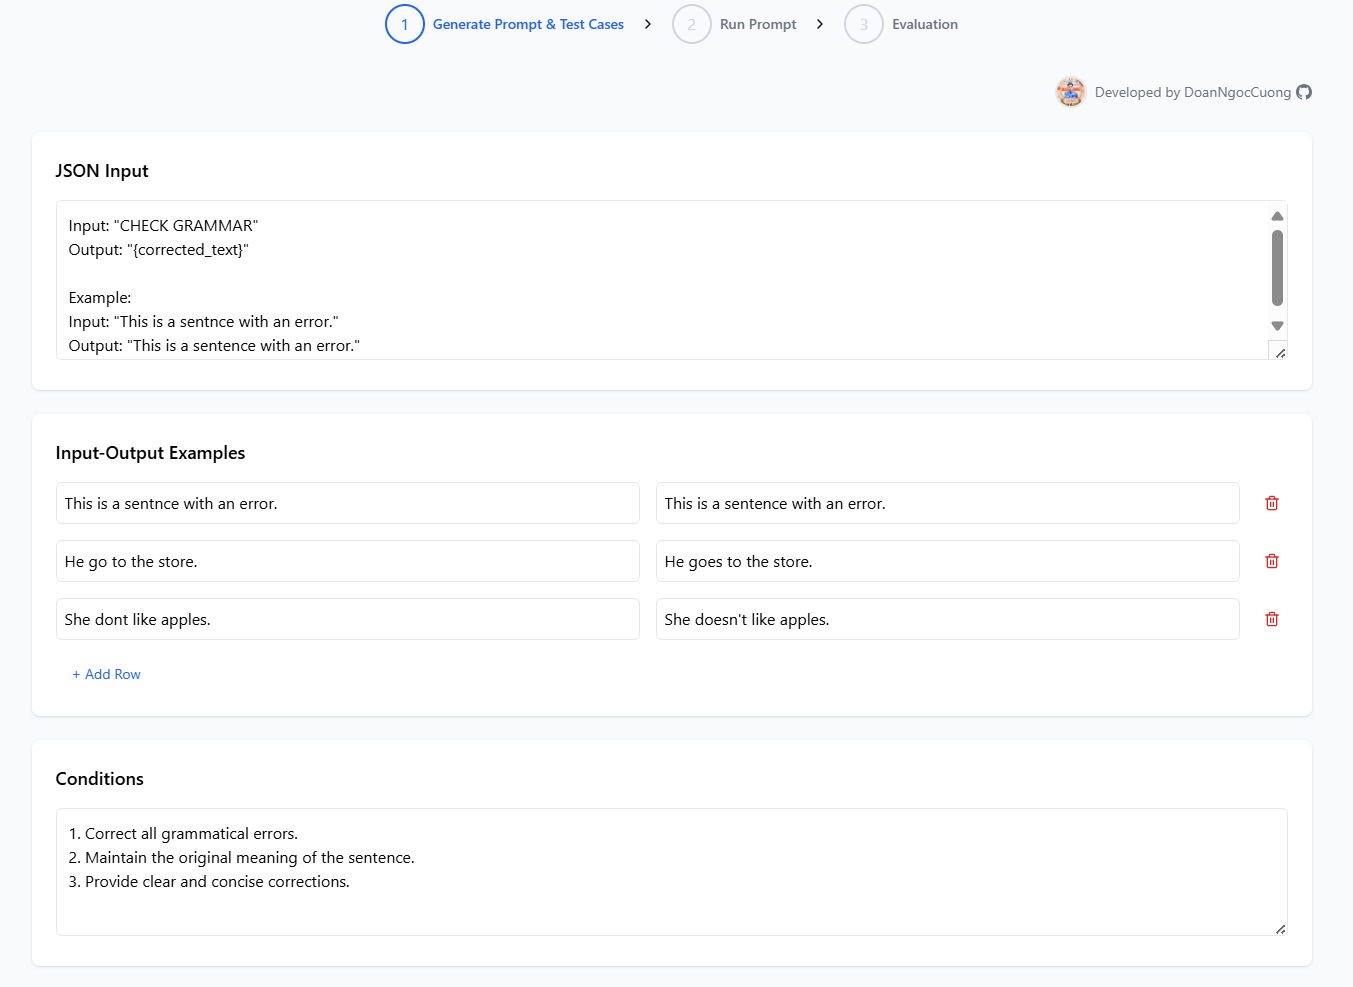 1 Generate Prompt & Test Cases > 2 Run Prompt > 3 Evaluation
Developed by DoanNgocCuong
JSON Input
Input: "CHECK GRAMMAR"
Output: "{corrected_text}"
Example:
Input: "This is a sentnce with an error."
Output: "This is a sentence with an error."
Input-Output Examples
This is a sentnce with an error. This is a sentence with an error.
He go to the store. He goes to the store.
She dont like apples. She doesn't like apples.
+ Add Row
Conditions
1. Correct all grammatical errors.
2. Maintain the original meaning of the sentence.
3. Provide clear and concise corrections.